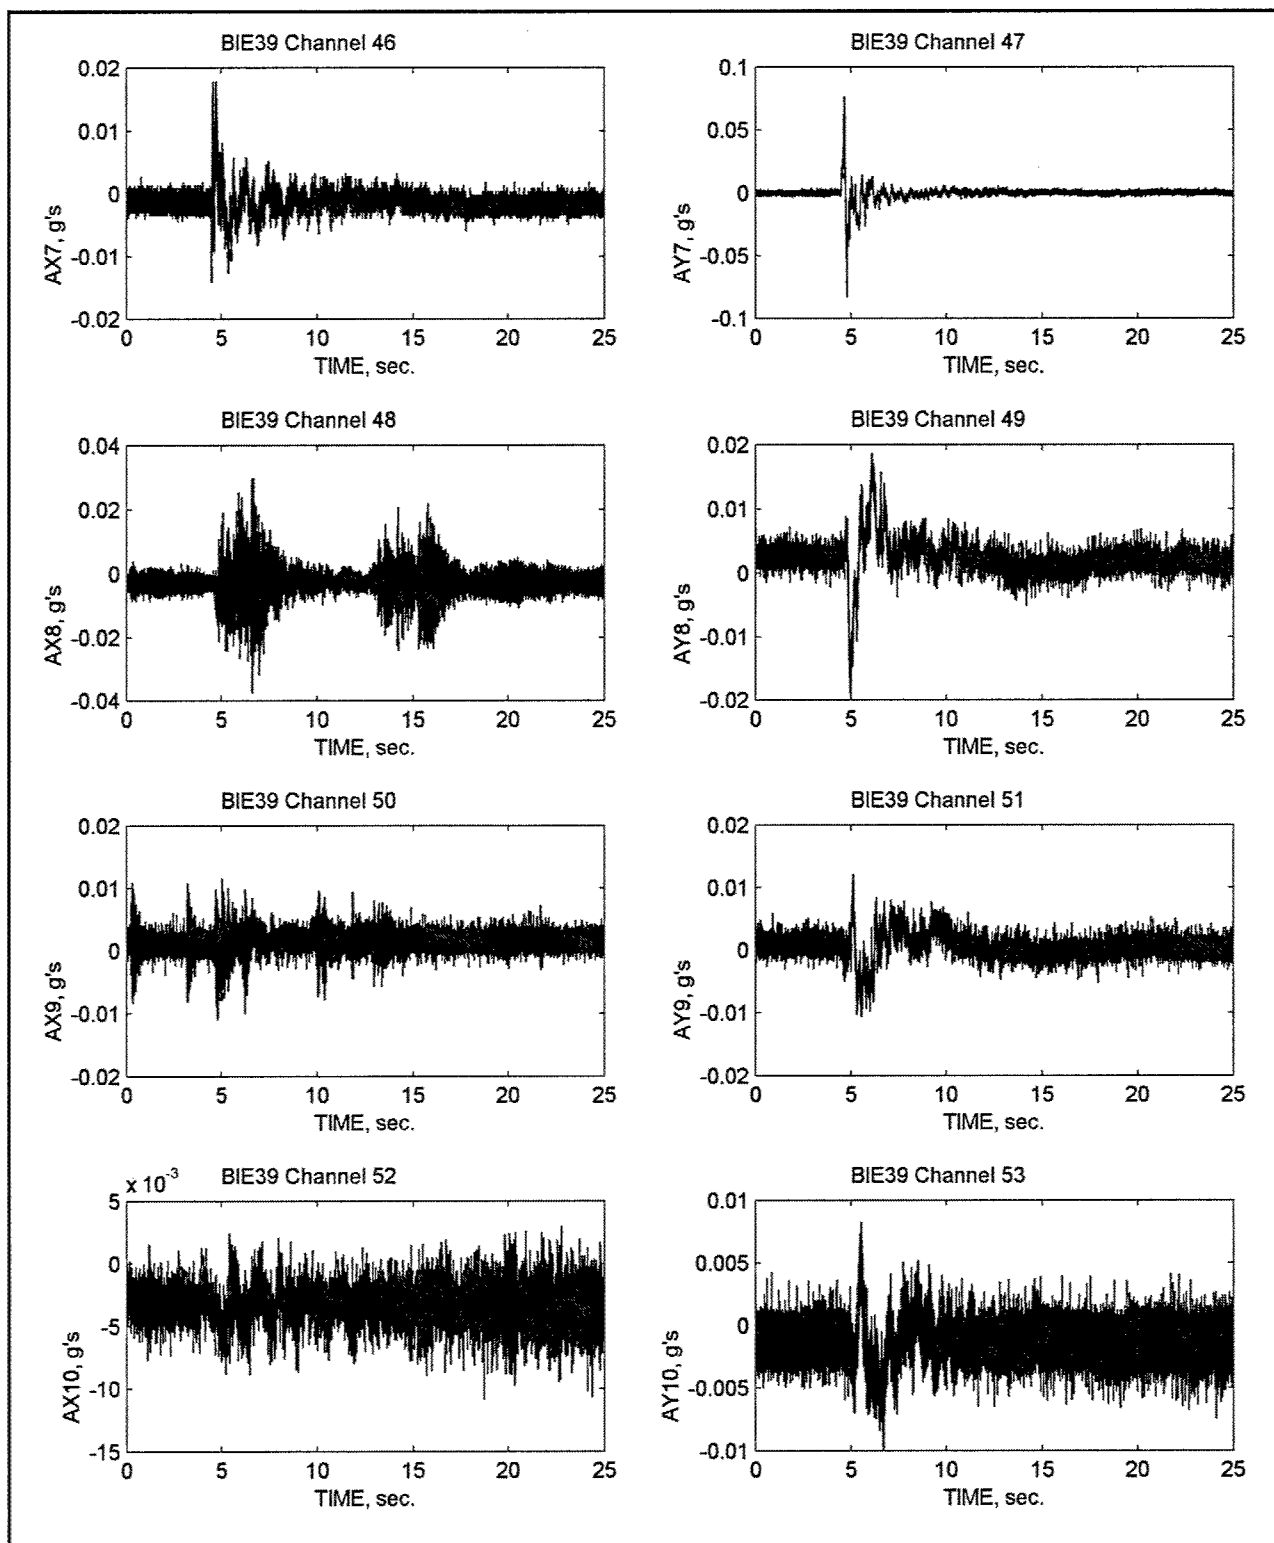 BIE39 Channel 46
0.02
0.01
0
-0.01
-0.02
AX7, g's
0 5 10 15 20 25
TIME, sec.
BIE39 Channel 47
0.1
0.05
0
-0.05
-0.1
AY7, g's
0 5 10 15 20 25
TIME, sec.
BIE39 Channel 48
0.04
0.02
0
-0.02
-0.04
AX8, g's
0 5 10 15 20 25
TIME, sec.
BIE39 Channel 49
0.02
0.01
0
-0.01
-0.02
AY8, g's
0 5 10 15 20 25
TIME, sec.
BIE39 Channel 50
0.02
0.01
0
-0.01
-0.02
AX9, g's
0 5 10 15 20 25
TIME, sec.
BIE39 Channel 51
0.02
0.01
0
-0.01
-0.02
AY9, g's
0 5 10 15 20 25
TIME, sec.
BIE39 Channel 52
x 10-3
5
0
-5
-10
-15
AX10, g's
0 5 10 15 20 25
TIME, sec.
BIE39 Channel 53
0.01
0.005
0
-0.005
-0.01
AY10, g's
0 5 10 15 20 25
TIME, sec.